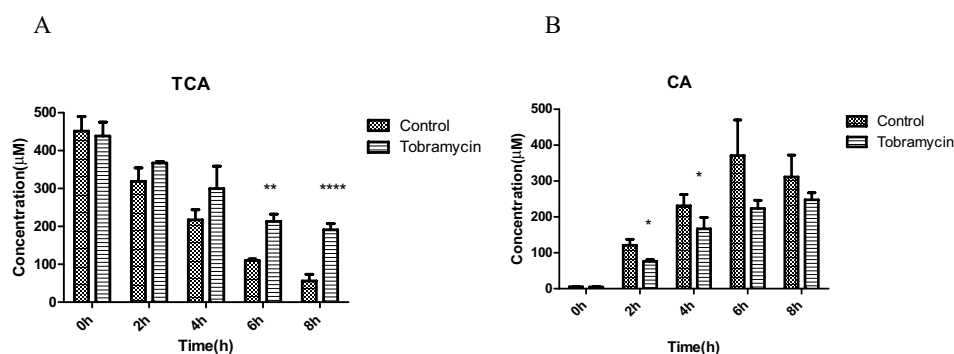 A
TCA
500
400
300
200
100
0
Concentration(μM)
** ****
0h 2h 4h 6h 8h
Time(h)
Control
Tobramycin
B
CA
500
400
300
200
100
0
Concentration(μM)
* *
0h 2h 4h 6h 8h
Time(h)
Control
Tobramycin